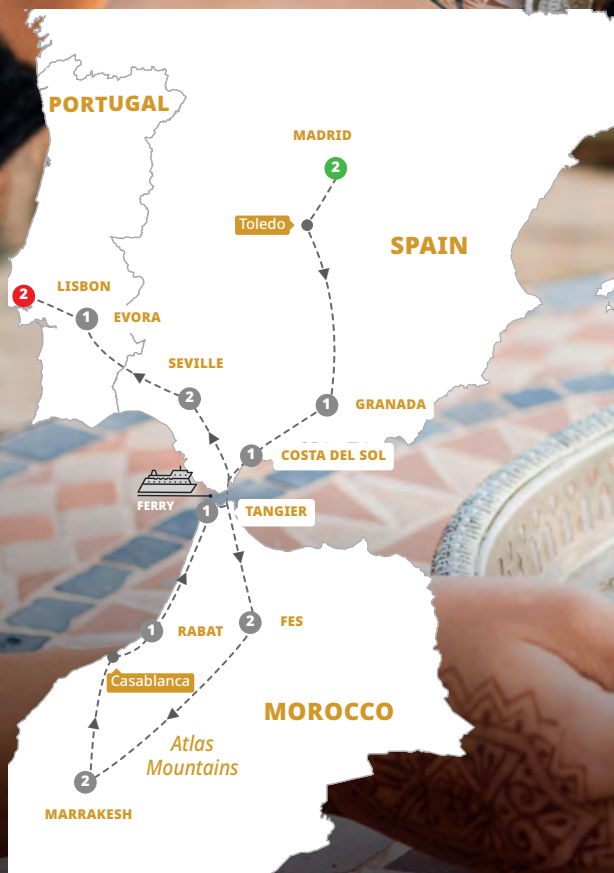 PORTUGAL
MADRID
2
Toledo
SPAIN
LISBON
2
1
EVORA
SEVILLE
2
1
GRANADA
1
COSTA DEL SOL
FERRY
1
TANGIER
1
RABAT
2
FES
Casablanca
MOROCCO
Atlas
Mountains
2
MARRAKESH